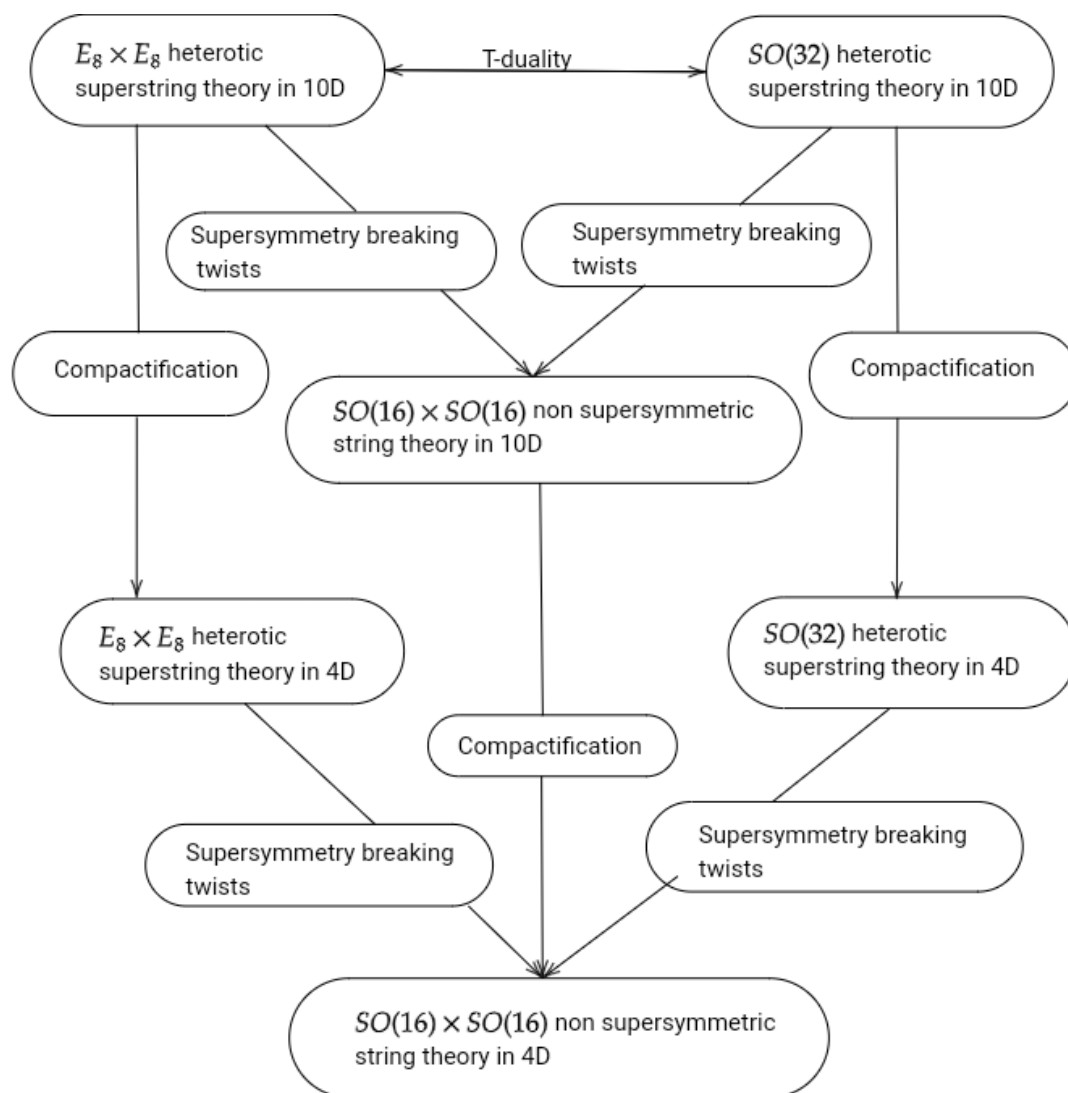 E₈ × E₈ heterotic
superstring theory in 10D
T-duality
SO(32) heterotic
superstring theory in 10D
Supersymmetry breaking
twists
Supersymmetry breaking
twists
Compactification
Compactification
SO(16) × SO(16) non supersymmetric
string theory in 10D
E₈ × E₈ heterotic
superstring theory in 4D
SO(32) heterotic
superstring theory in 4D
Compactification
Supersymmetry breaking
twists
Supersymmetry breaking
twists
SO(16) × SO(16) non supersymmetric
string theory in 4D